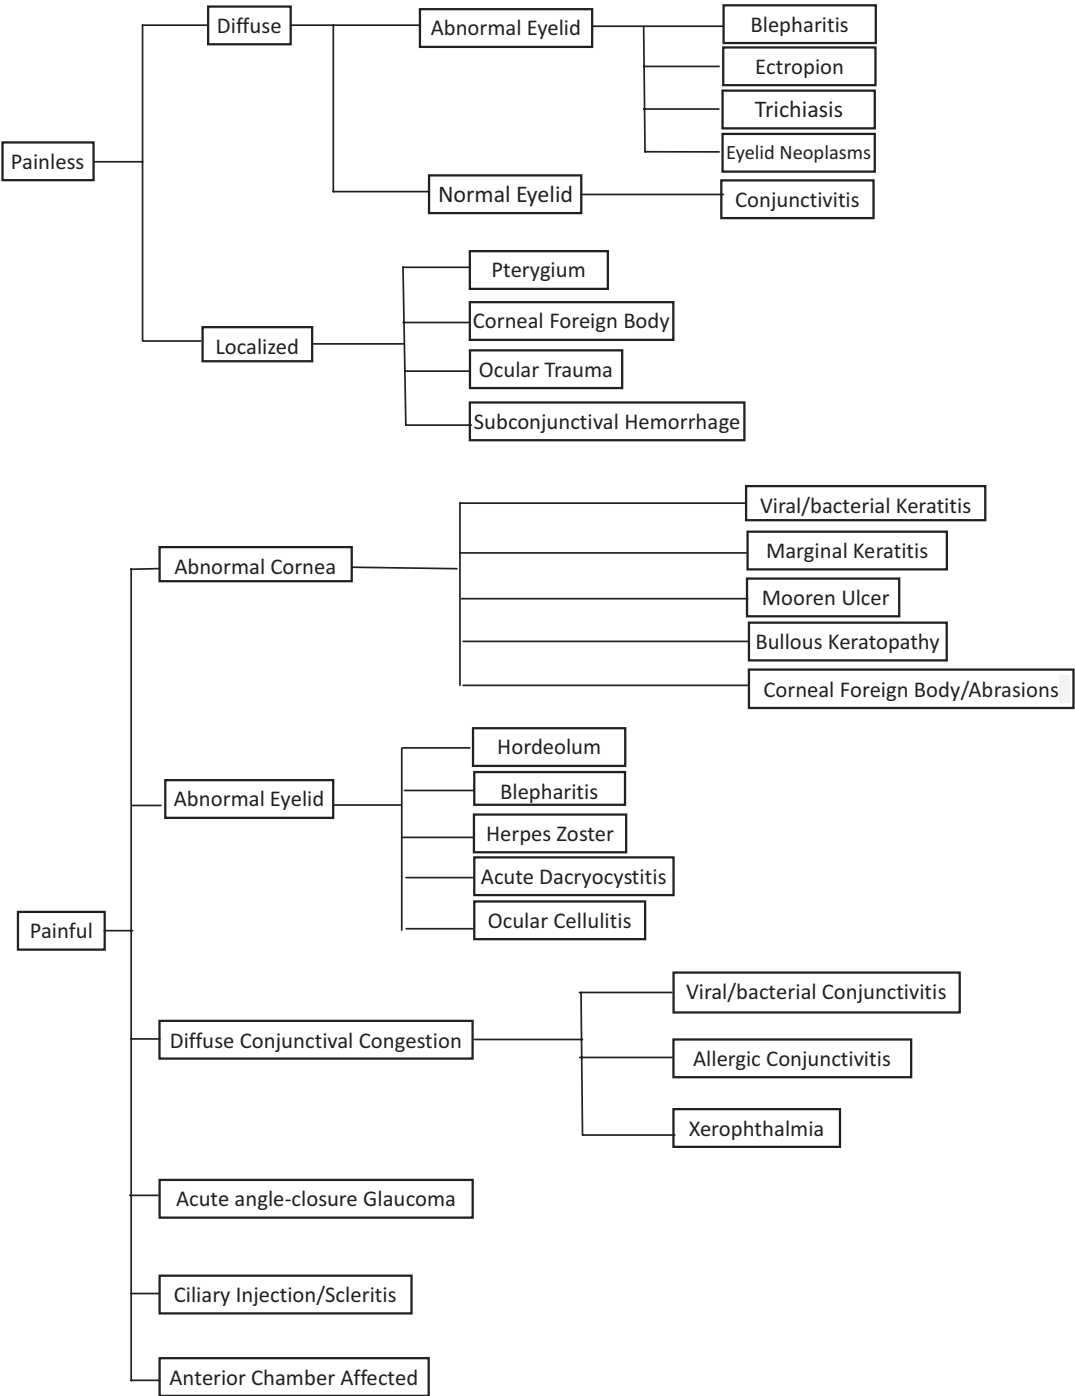 Painless
Diffuse
Abnormal Eyelid
Blepharitis
Ectropion
Trichiasis
Eyelid Neoplasms
Normal Eyelid
Conjunctivitis
Localized
Pterygium
Corneal Foreign Body
Ocular Trauma
Subconjunctival Hemorrhage
Painful
Abnormal Cornea
Viral/bacterial Keratitis
Marginal Keratitis
Mooren Ulcer
Bullous Keratopathy
Corneal Foreign Body/Abrasions
Abnormal Eyelid
Hordeolum
Blepharitis
Herpes Zoster
Acute Dacryocystitis
Ocular Cellulitis
Diffuse Conjunctival Congestion
Viral/bacterial Conjunctivitis
Allergic Conjunctivitis
Xerophthalmia
Acute angle-closure Glaucoma
Ciliary Injection/Scleritis
Anterior Chamber Affected